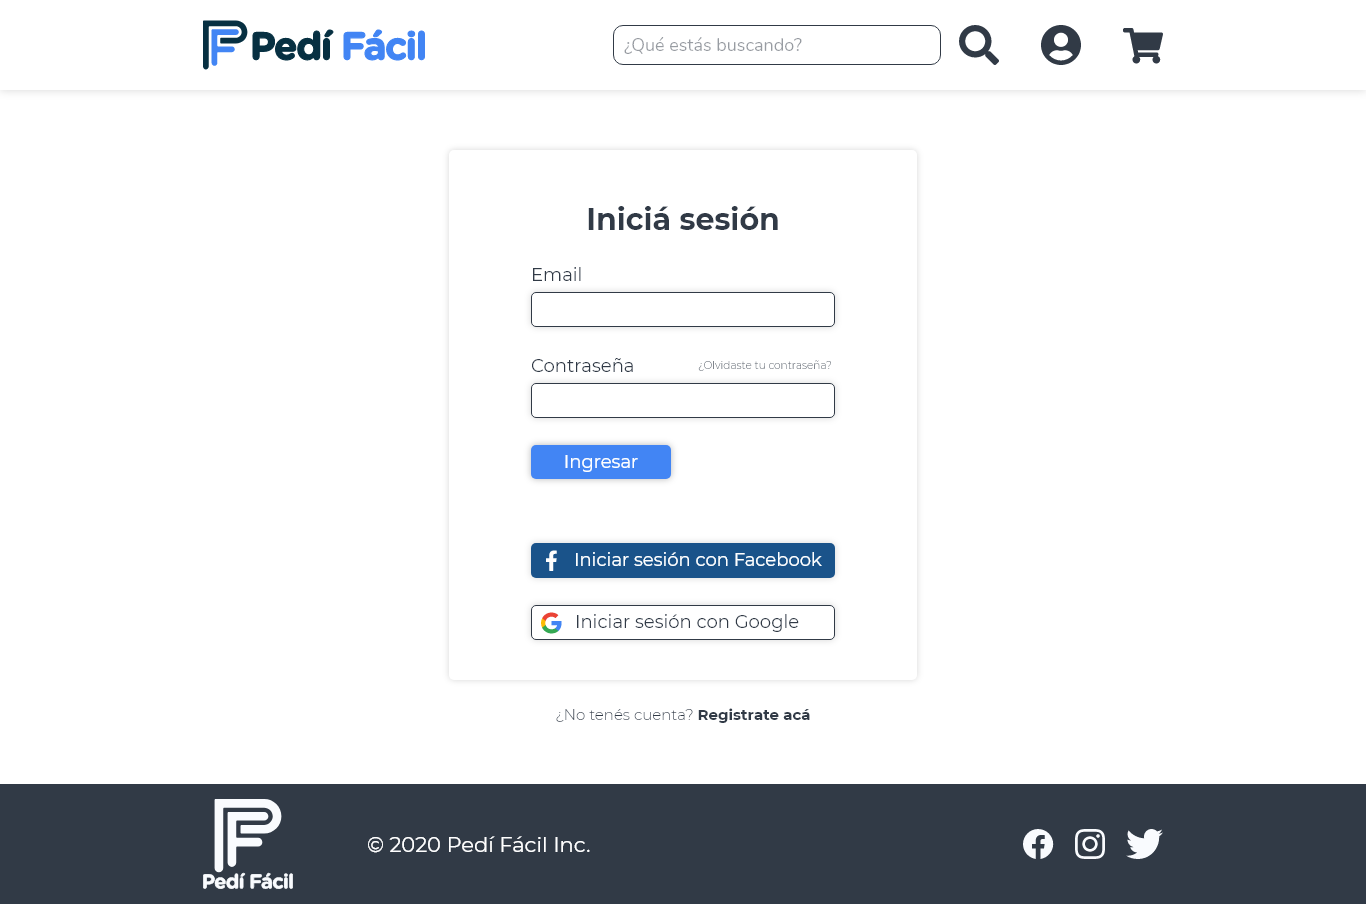 Pedí Fácil
¿Qué estás buscando?
Iniciá sesión
Email
Contraseña
¿Olvidaste tu contraseña?
Ingresar
Iniciar sesión con Facebook
Iniciar sesión con Google
¿No tenés cuenta? Registrate acá
Pedí Fácil
© 2020 Pedí Fácil Inc.